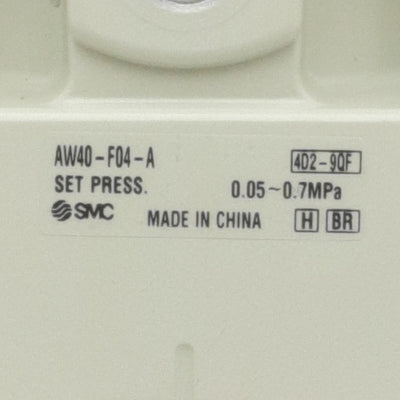 AW40-F04-A 4D2-9QF
SET PRESS. 0.05~0.7MPa
SMC MADE IN CHINA H BR